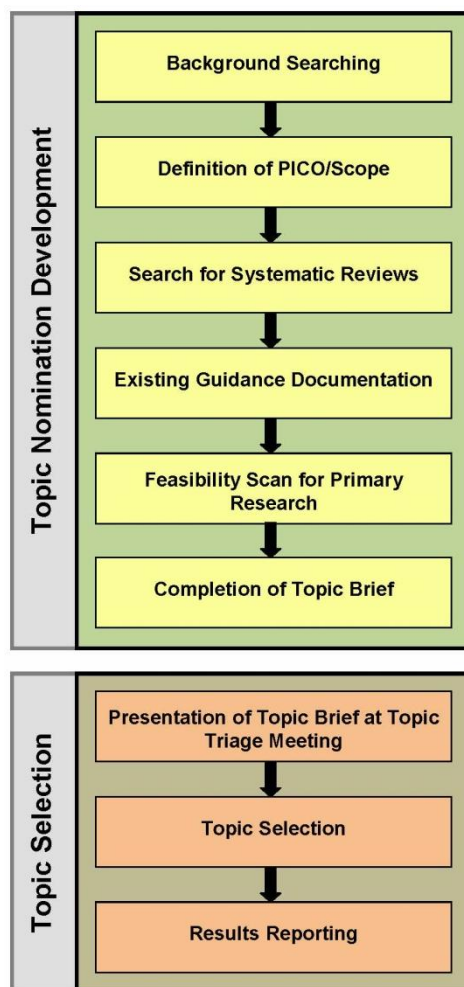 Topic Nomination Development
Background Searching
Definition of PICO/Scope
Search for Systematic Reviews
Existing Guidance Documentation
Feasibility Scan for Primary
Research
Completion of Topic Brief
Topic Selection
Presentation of Topic Brief at Topic
Triage Meeting
Topic Selection
Results Reporting